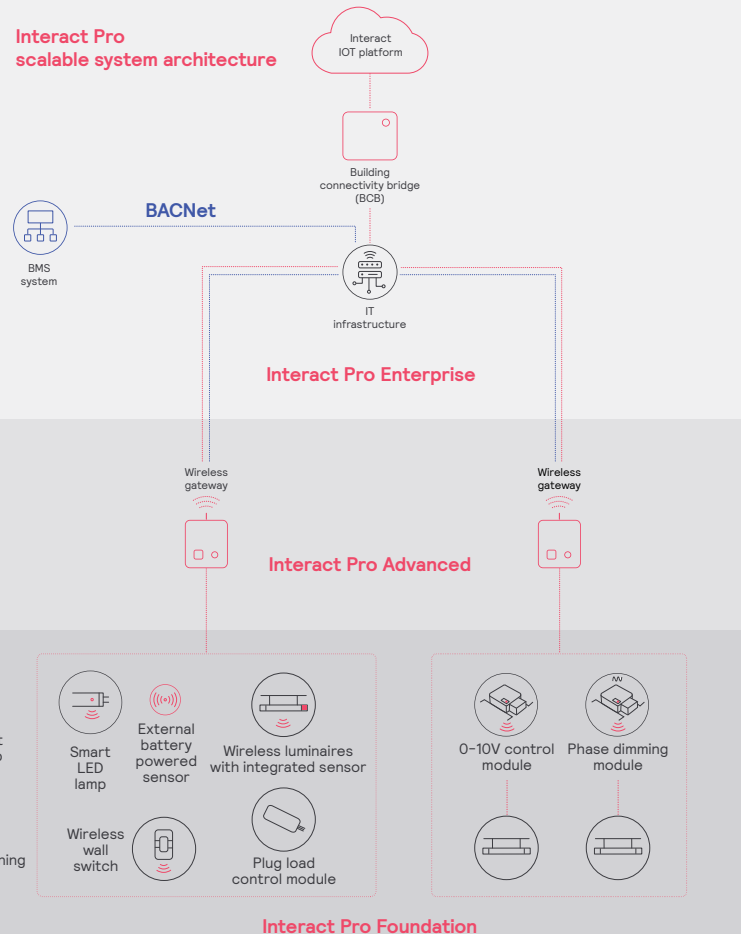 Interact Pro
scalable system architecture
Interact
IOT platform
Building
connectivity bridge
(BCB)
BACNet
BMS
system
IT
infrastructure
Interact Pro Enterprise
Wireless
gateway
Wireless
gateway
Interact Pro Advanced
Smart
LED
lamp
External
battery
powered
sensor
Wireless luminaires
with integrated sensor
0-10V control
module
Phase dimming
module
Wireless
wall
switch
Plug load
control module
Interact Pro Foundation